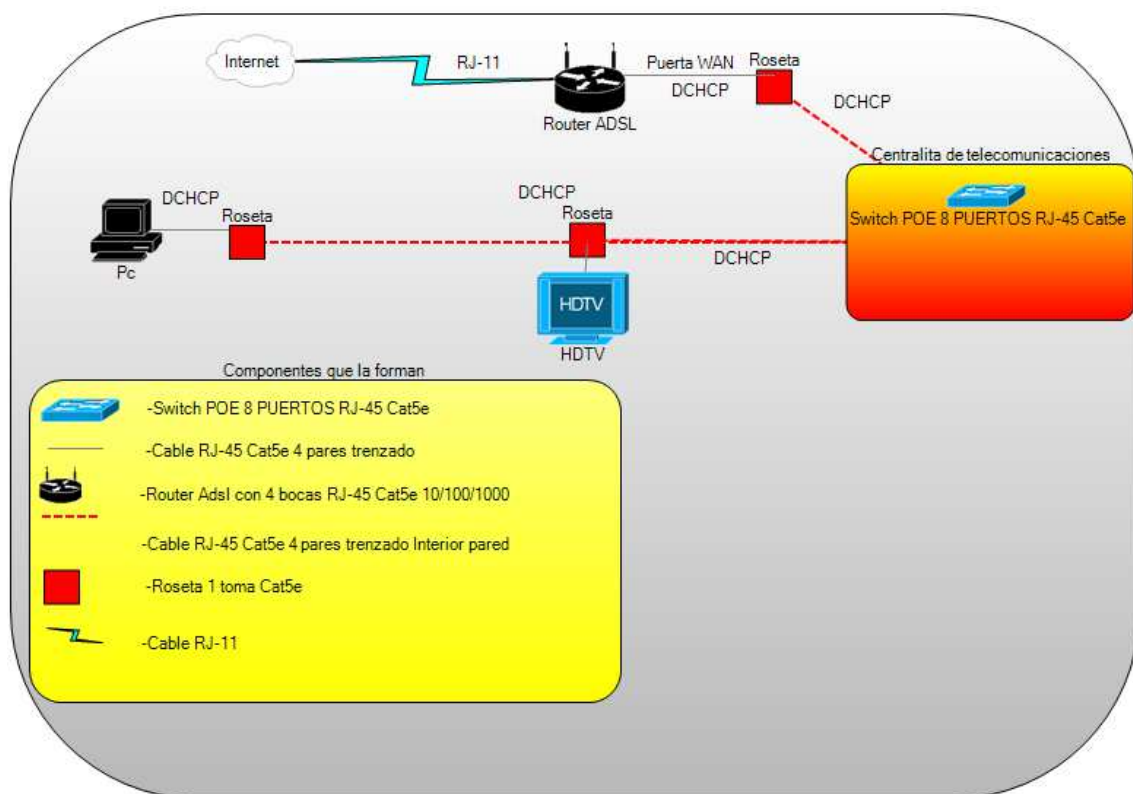 Internet
RJ-11
Router ADSL
Puerta WAN
DCHCP
Roseta
DCHCP
Centralita de telecomunicaciones
Switch POE 8 PUERTOS RJ-45 Cat5e
DCHCP
Roseta
Pc
DCHCP
Roseta
DCHCP
HDTV
HDTV
Componentes que la forman
-Switch POE 8 PUERTOS RJ-45 Cat5e
-Cable RJ-45 Cat5e 4 pares trenzado
-Router Adsl con 4 bocas RJ-45 Cat5e 10/100/1000
-Cable RJ-45 Cat5e 4 pares trenzado Interior pared
-Roseta 1 toma Cat5e
-Cable RJ-11